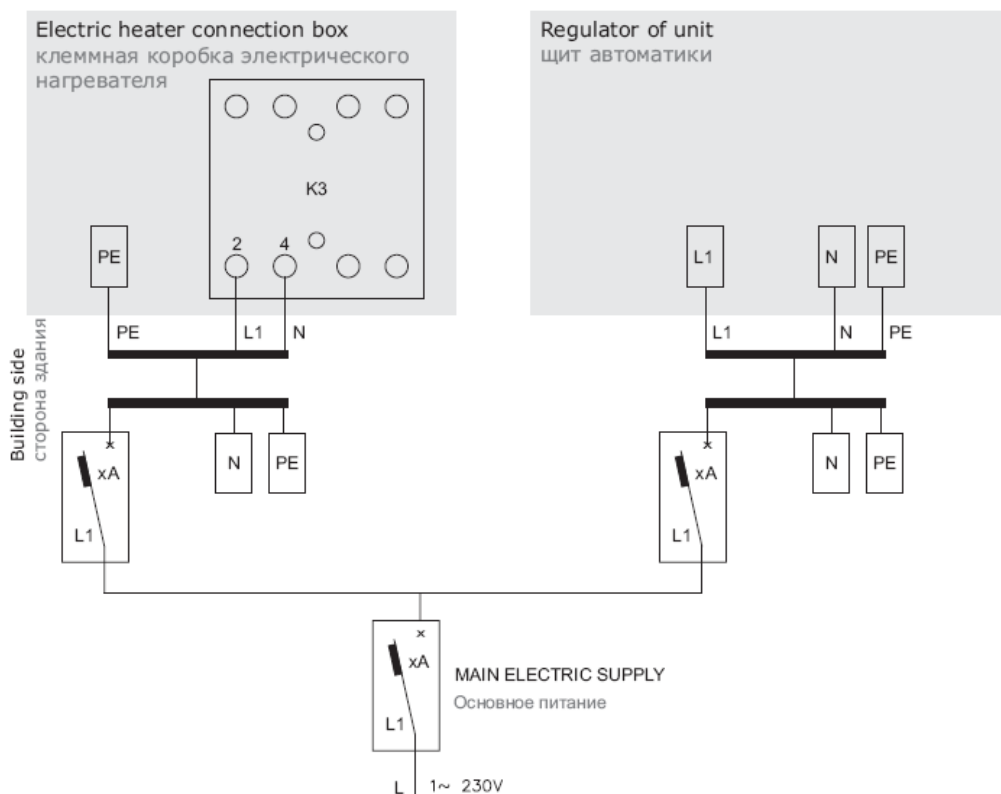 Electric heater connection box
клеммная коробка электрического
нагревателя
Regulator of unit
щит автоматики
K3
2
4
PE
L1
N
PE
PE
L1
N
L1
N
PE
Building side
сторона здания
xA
L1
N
PE
xA
L1
N
PE
xA
L1
MAIN ELECTRIC SUPPLY
Основное питание
L
1~ 230V